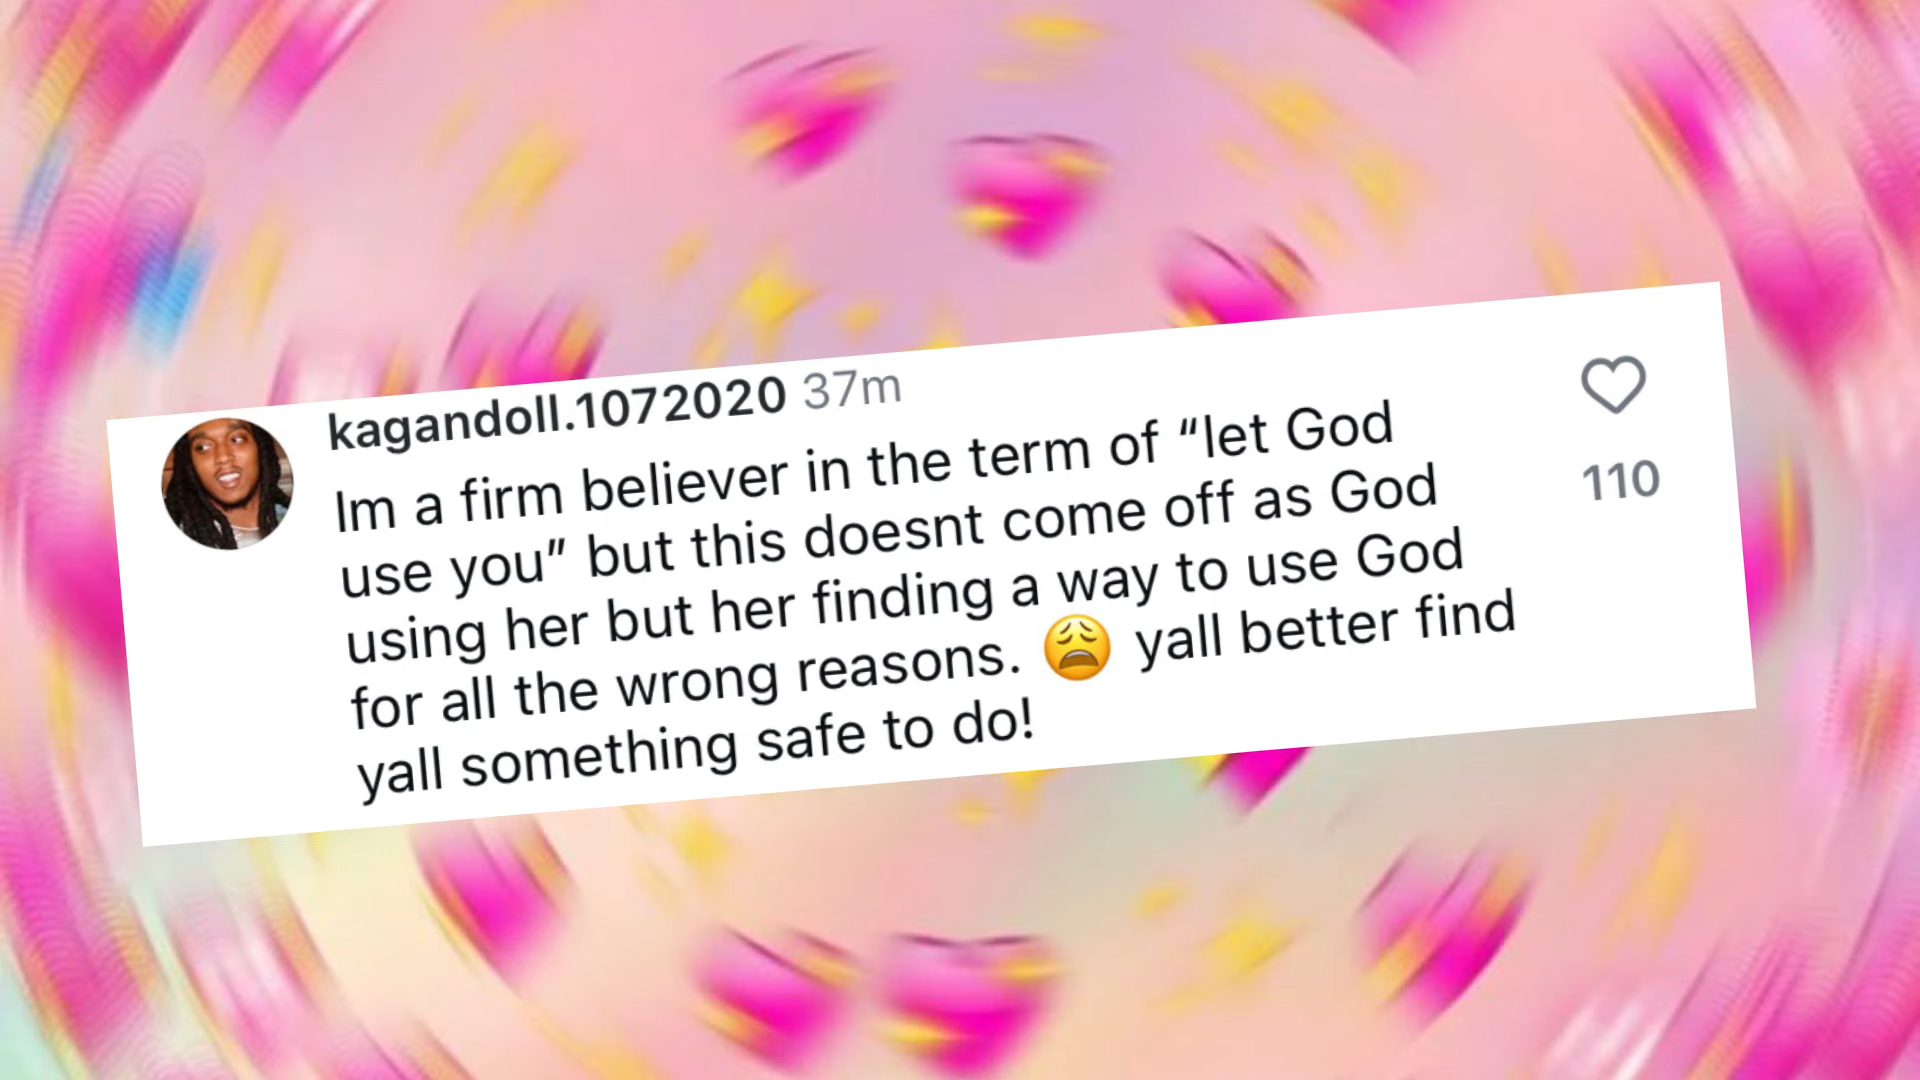 kagandoll.1072020 37m
Im a firm believer in the term of “let God
use you” but this doesnt come off as God
using her but her finding a way to use God
for all the wrong reasons. 😩 yall better find
yall something safe to do!
110